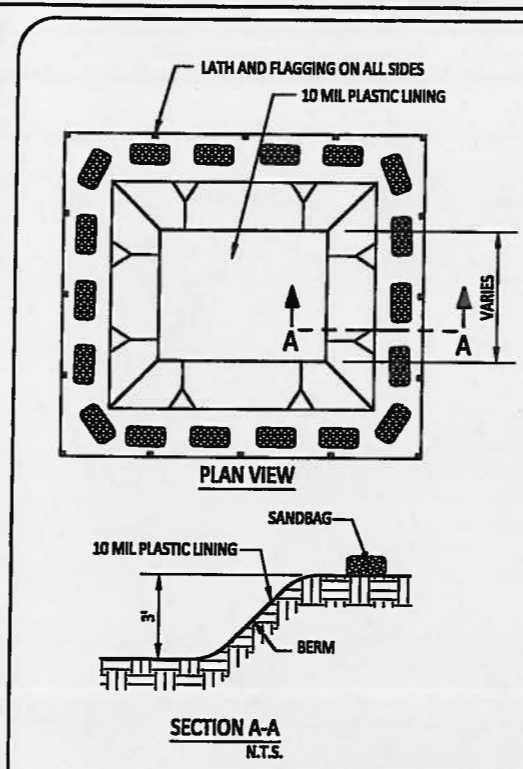 LATH AND FLAGGING ON ALL SIDES
10 MIL PLASTIC LINING
VARIES
A
A
PLAN VIEW
SANDBAG
10 MIL PLASTIC LINING
3'
BERM
SECTION A-A
N.T.S.